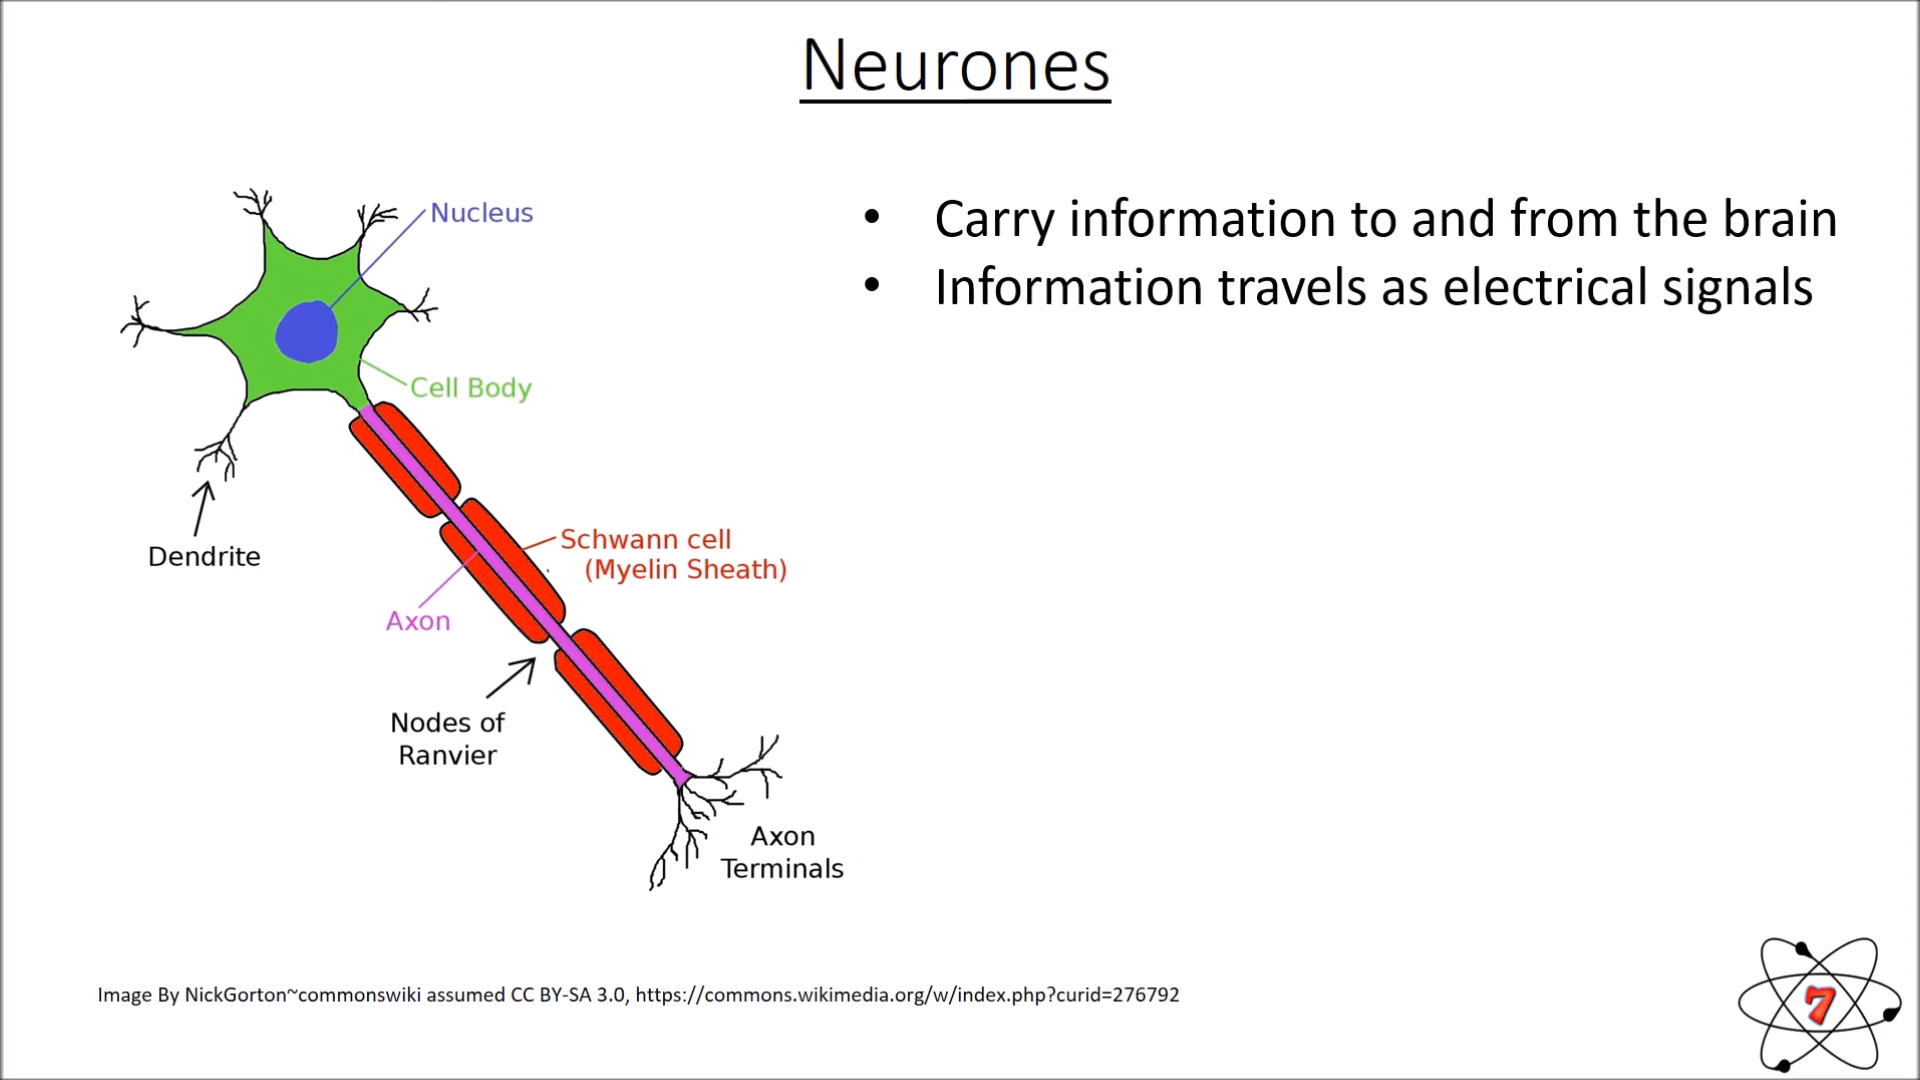 Neurones
Nucleus
• Carry information to and from the brain
• Information travels as electrical signals
Cell Body
Dendrite
Schwann cell
(Myelin Sheath)
Axon
Nodes of
Ranvier
Axon
Terminals
Image By NickGorton~commonswiki assumed CC BY-SA 3.0, https://commons.wikimedia.org/w/index.php?curid=276792
7